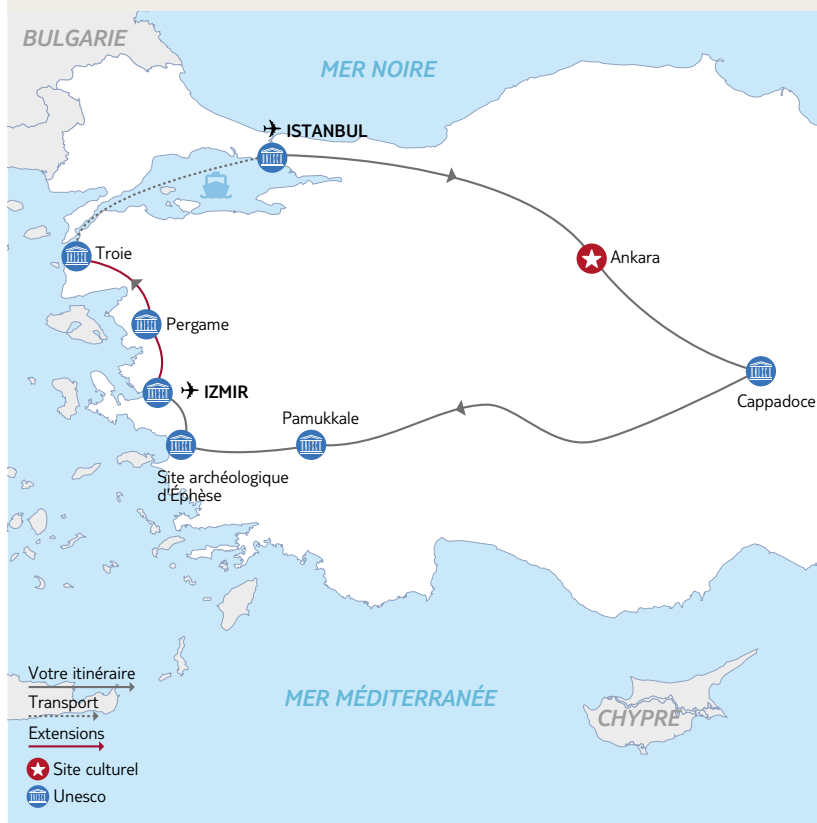 BULGARIE
MER NOIRE
ISTANBUL
Troie
Ankara
Pergame
IZMIR
Cappadoce
Pamukkale
Site archéologique
d'Éphèse
Votre itinéraire
Transport
Extensions
Site culturel
Unesco
MER MÉDITERRANÉE
CHYPRE